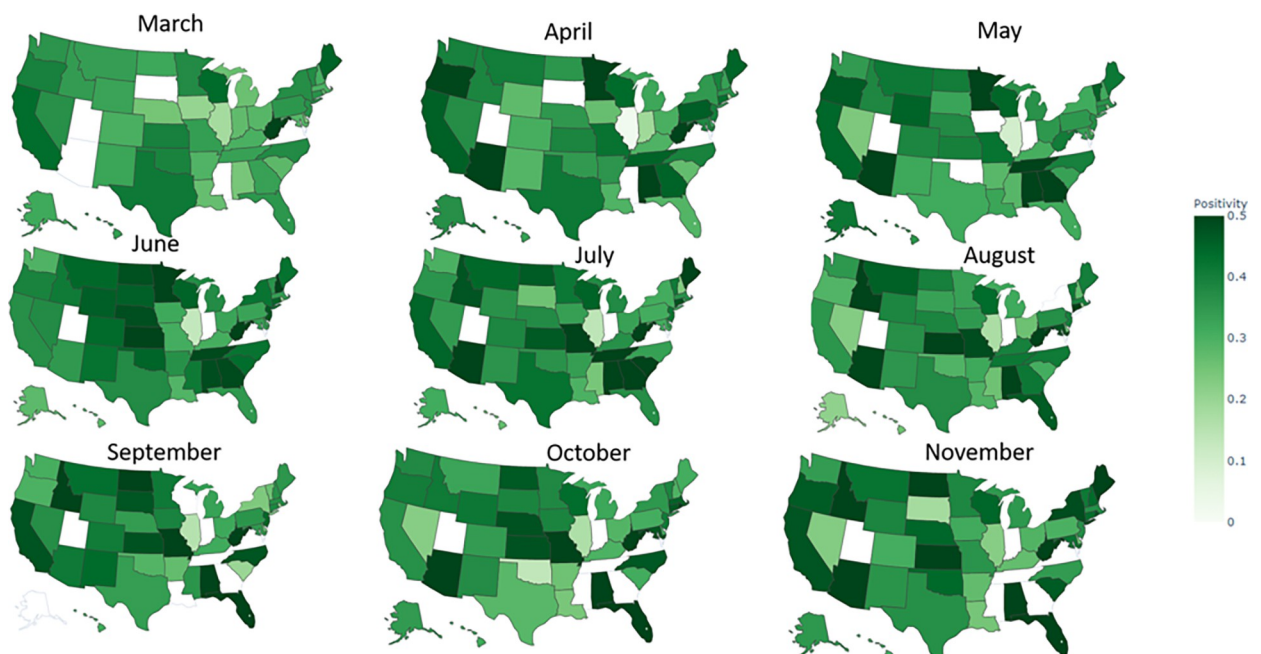 March
April
May
June
July
August
September
October
November
Positivity
0.5
0.4
0.3
0.2
0.1
0